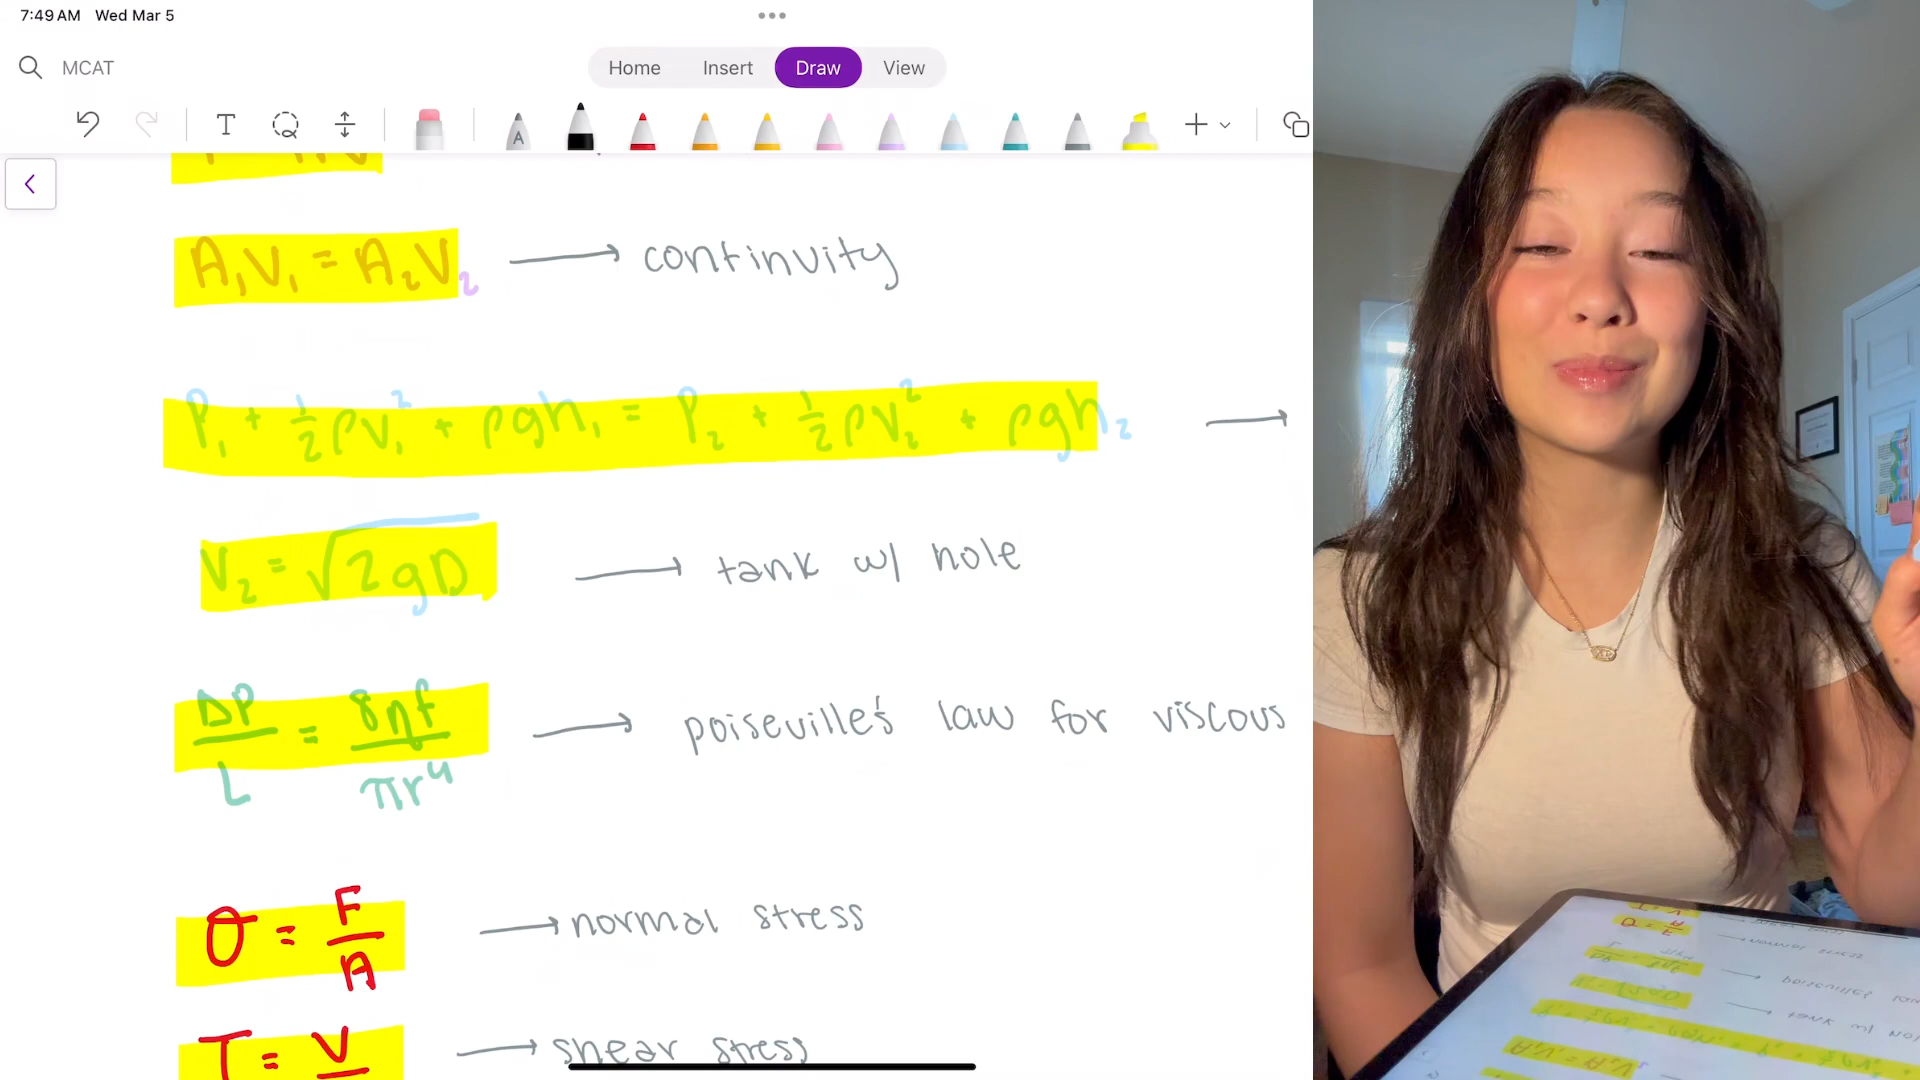 7:49 AM Wed Mar 5
MCAT
Home Insert Draw View
T A
A₁V₁ = A₂V₂ → continuity
P₁ + ½ρv₁² + ρgh₁ = P₂ + ½ρv₂² + ρgh₂ →
V₂ = √2gD → tank w/ hole
ΔP/L = 8ηf/πr⁴ → poiseuille's law for viscous
σ = F/A → normal stress
T = V → shear stress